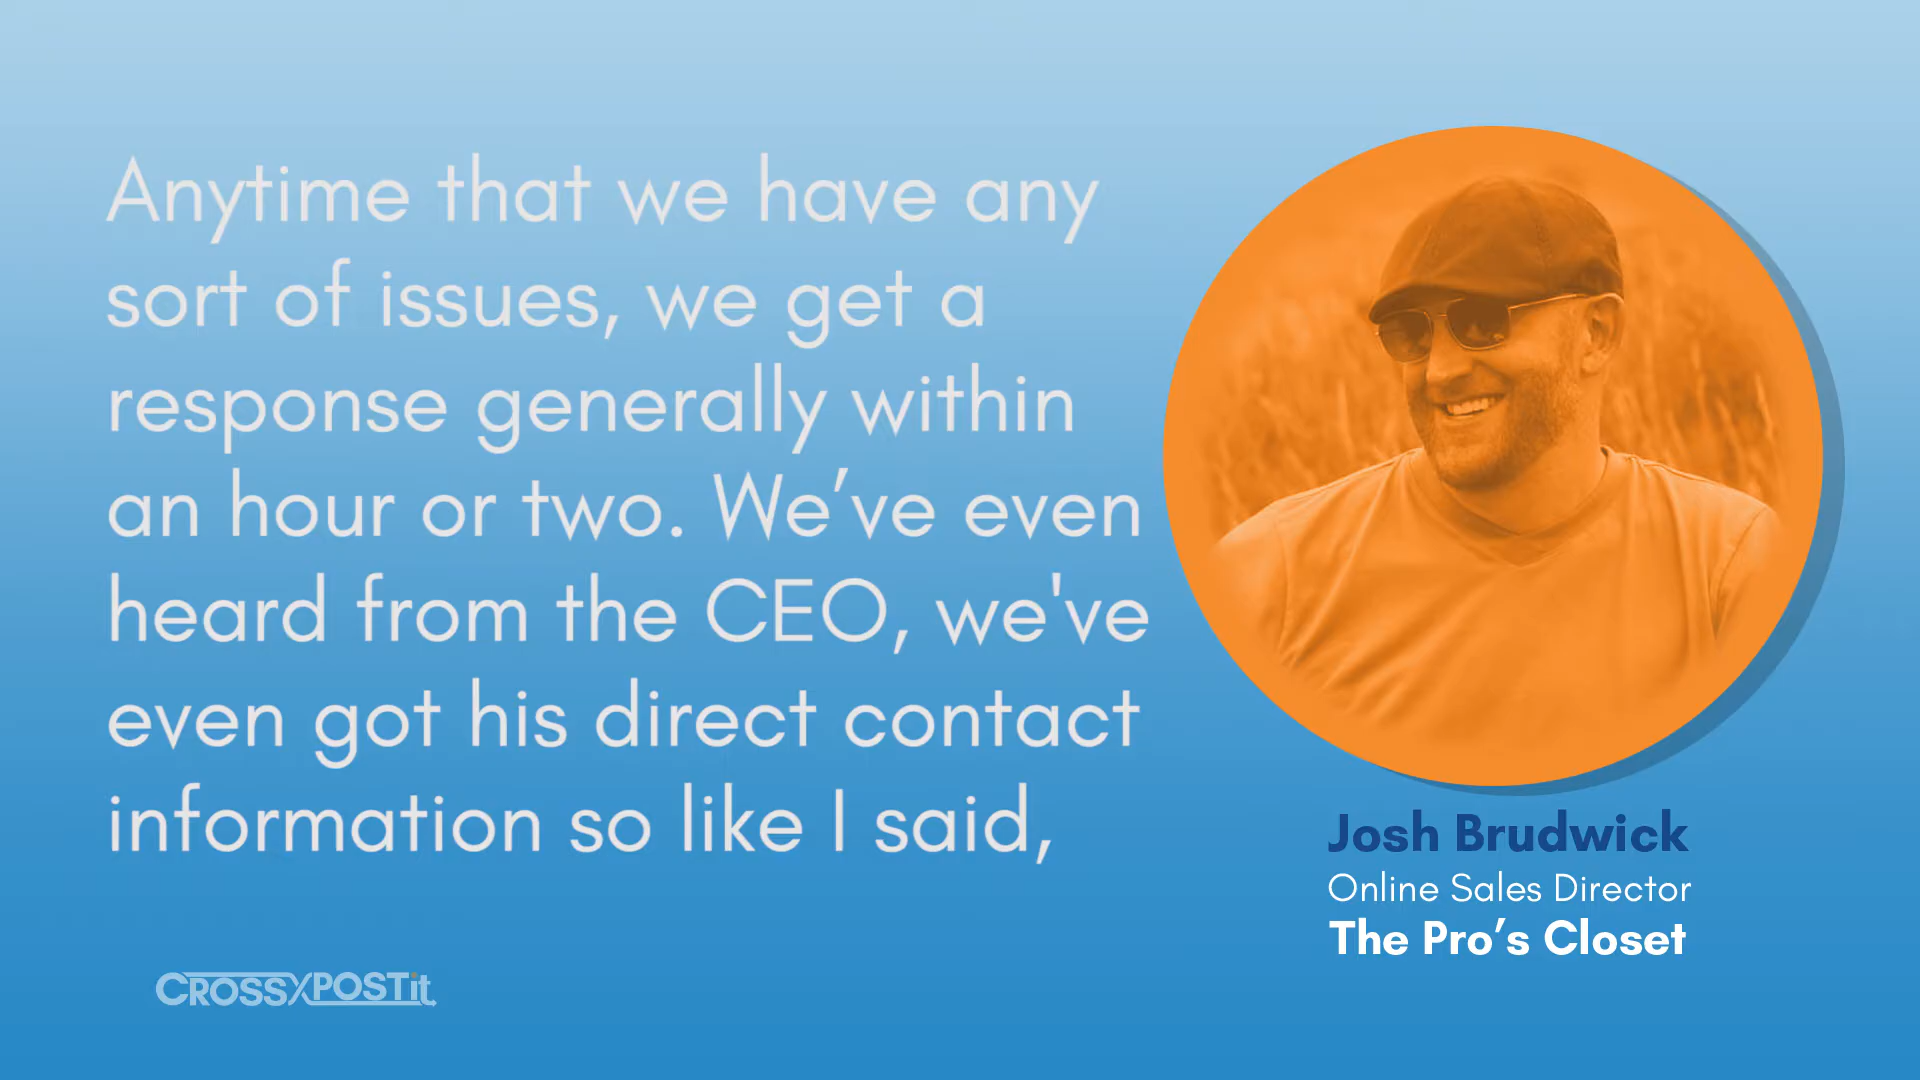 Anytime that we have any
sort of issues, we get a
response generally within
an hour or two. We’ve even
heard from the CEO, we've
even got his direct contact
information so like I said,
Josh Brudwick
Online Sales Director
The Pro’s Closet
CROSSXPOSTit